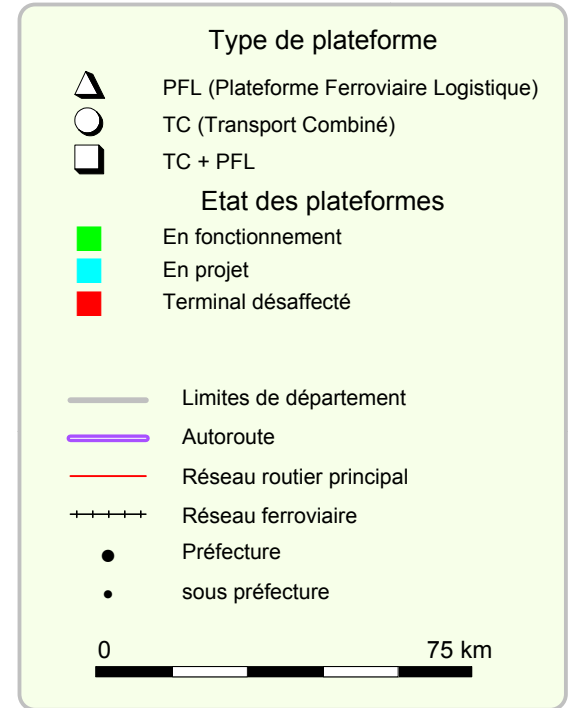 Type de plateforme
PFL (Plateforme Ferroviaire Logistique)
TC (Transport Combiné)
TC + PFL
Etat des plateformes
En fonctionnement
En projet
Terminal désaffecté
Limites de département
Autoroute
Réseau routier principal
Réseau ferroviaire
Préfecture
sous préfecture
0 75 km